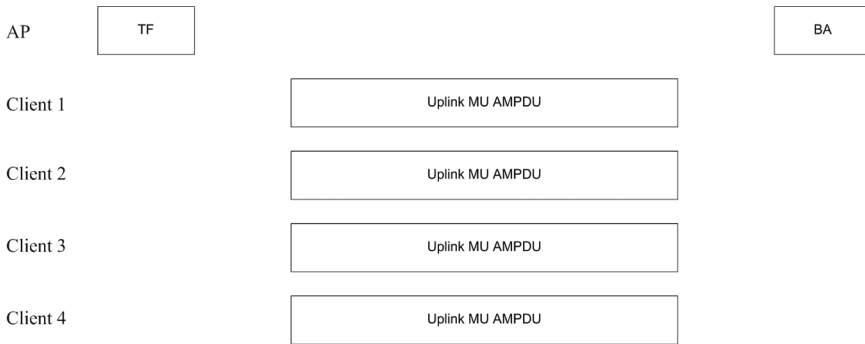 AP TF BA
Client 1 Uplink MU AMPDU
Client 2 Uplink MU AMPDU
Client 3 Uplink MU AMPDU
Client 4 Uplink MU AMPDU